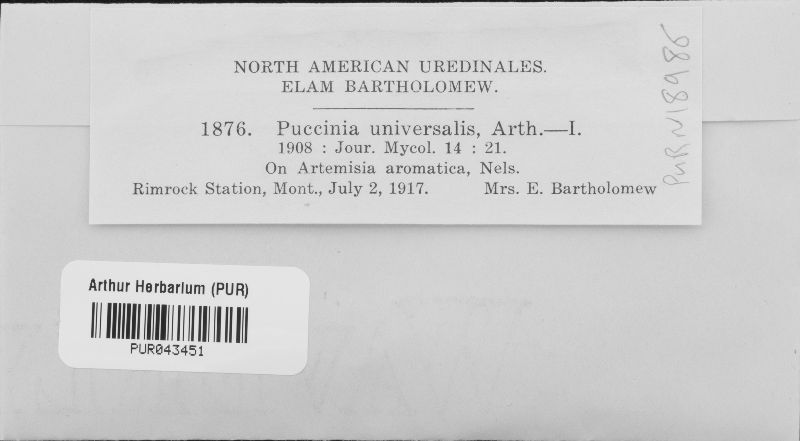 NORTH AMERICAN UREDINALES.
ELAM BARTHOLOMEW.
1876. Puccinia universalis, Arth.—I.
1908 : Jour. Mycol. 14 : 21.
On Artemisia aromatica, Nels.
Rimrock Station, Mont., July 2, 1917. Mrs. E. Bartholomew
PUR N18986
Arthur Herbarium (PUR)
PUR043451